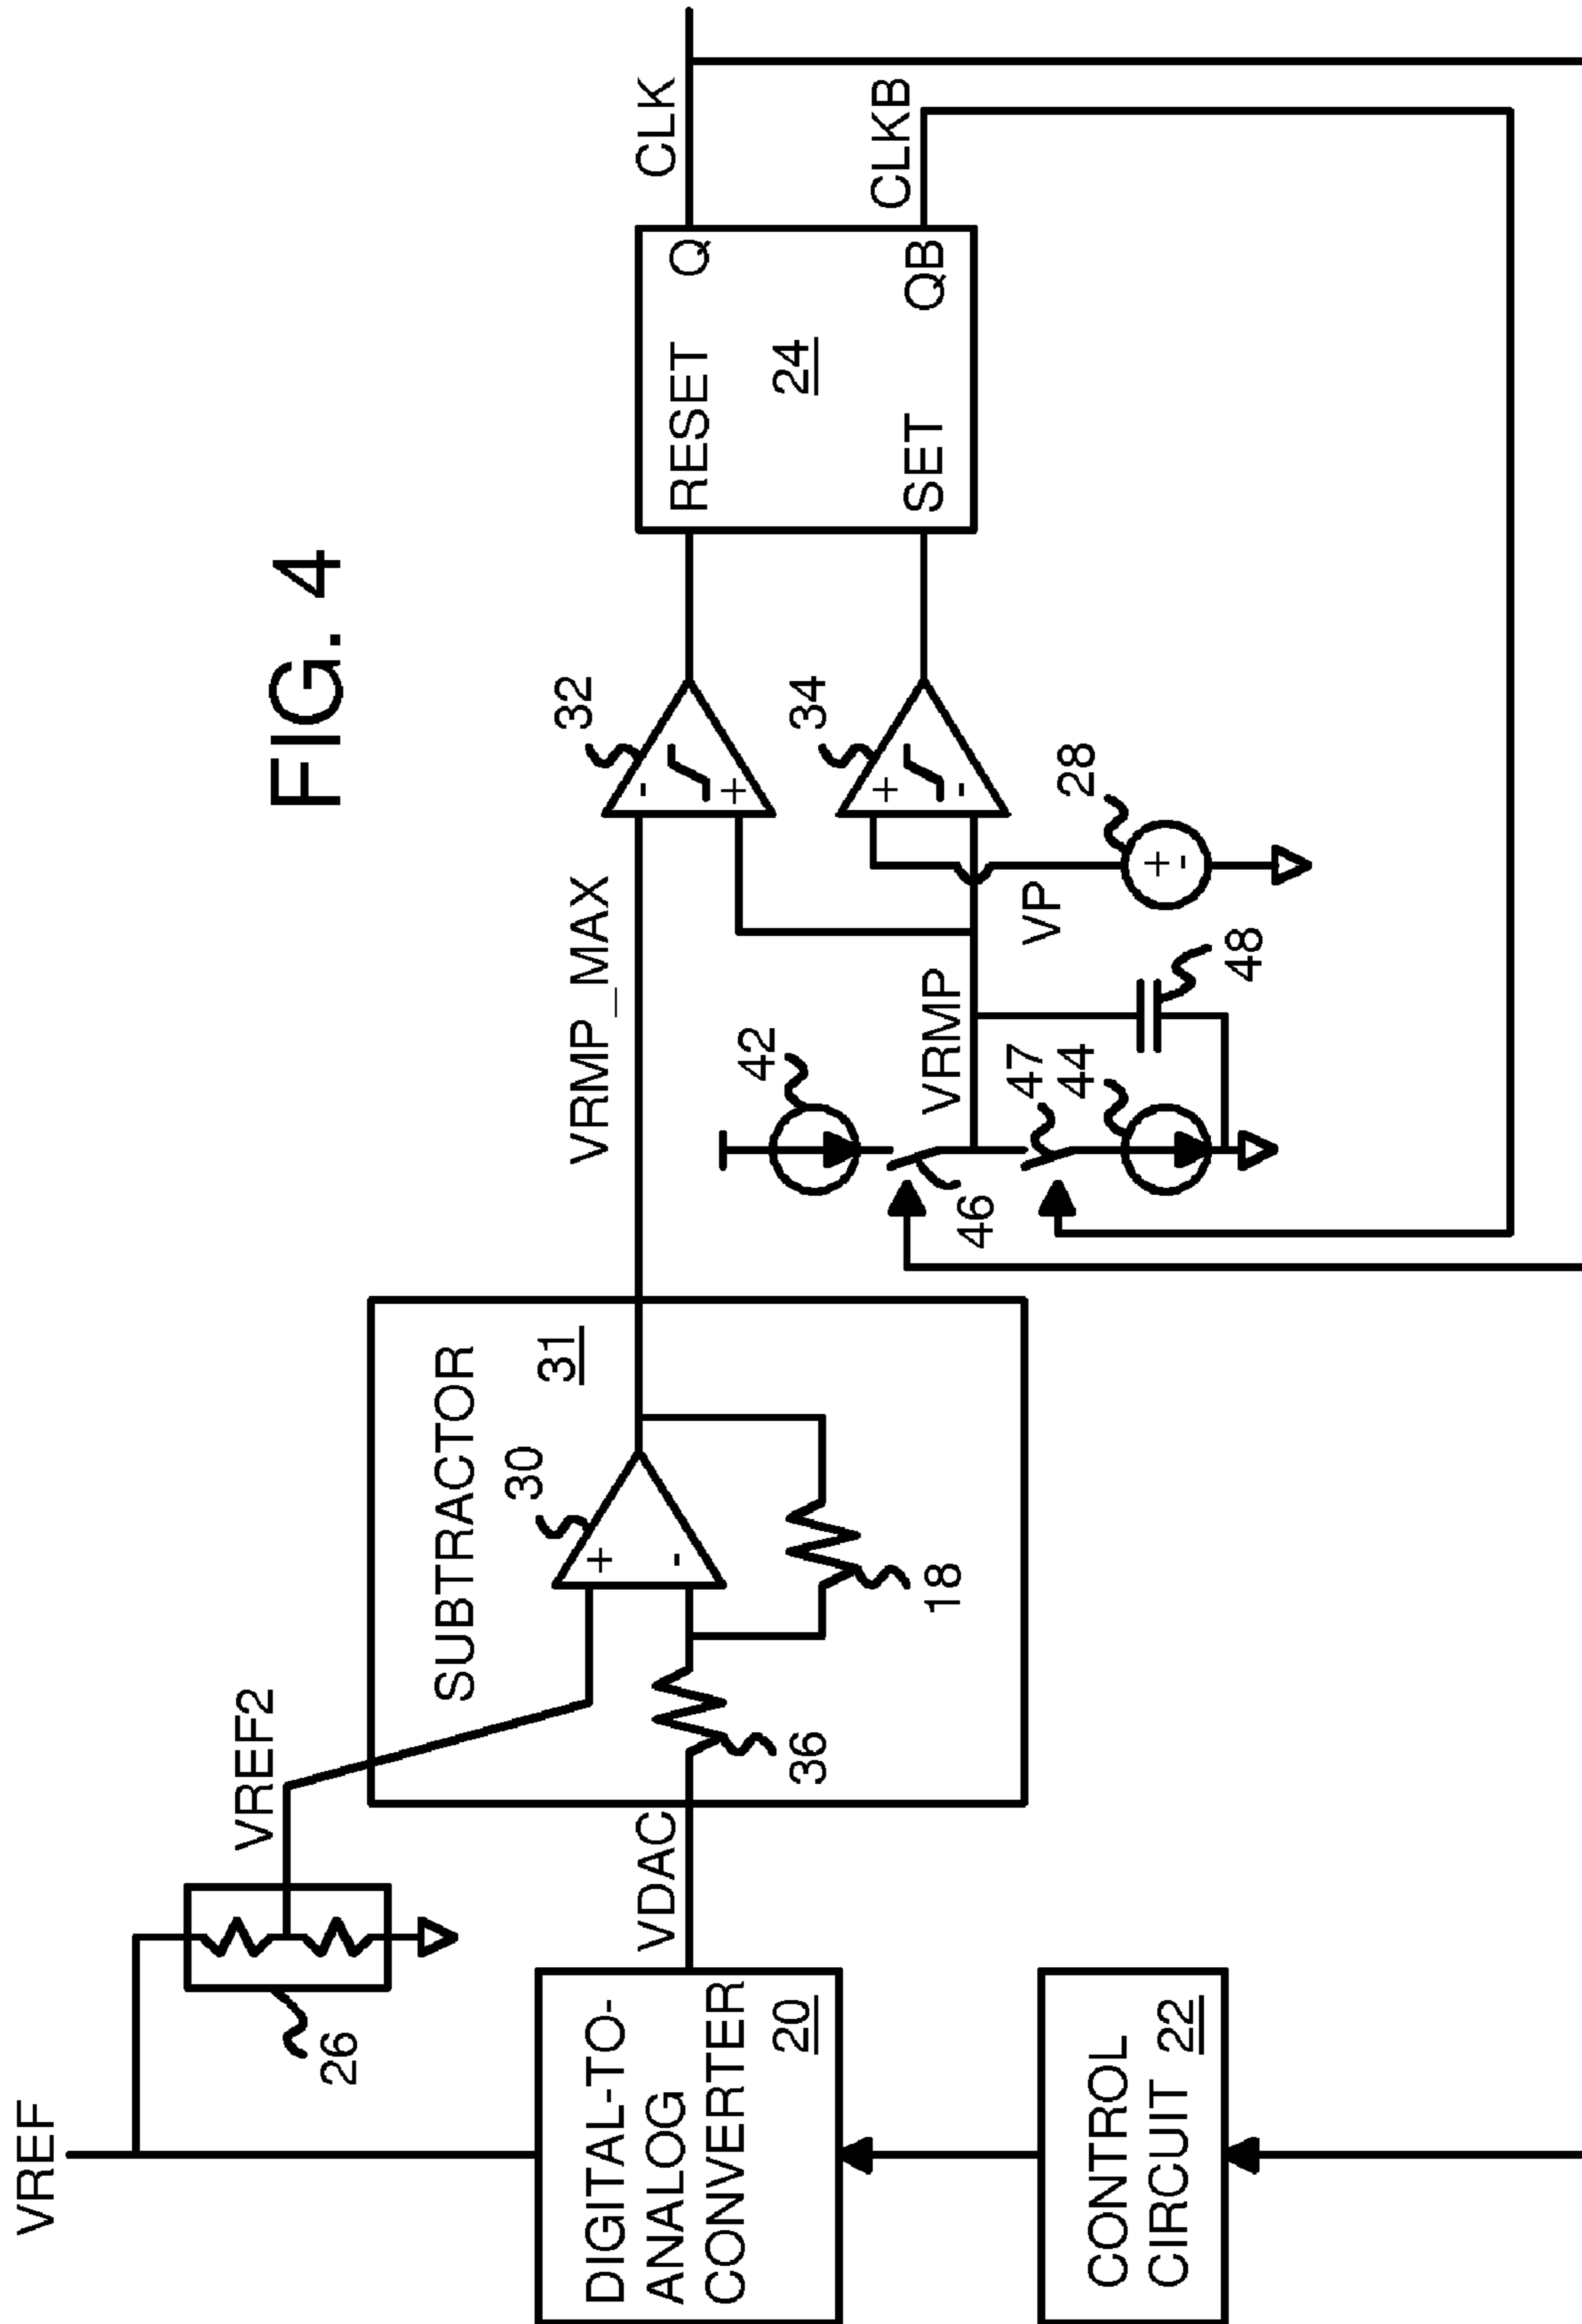 FIG. 4
VREF
26
VREF2
DIGITAL-TO-
ANALOG
CONVERTER
20
CONTROL
CIRCUIT 22
VDAC
SUBTRACTOR
31
30
+
-
36
18
VRMP_MAX
42
46
VRMP
47
44
48
VP
28
+
-
32
-
+
34
+
-
RESET
Q
24
SET
QB
CLK
CLKB